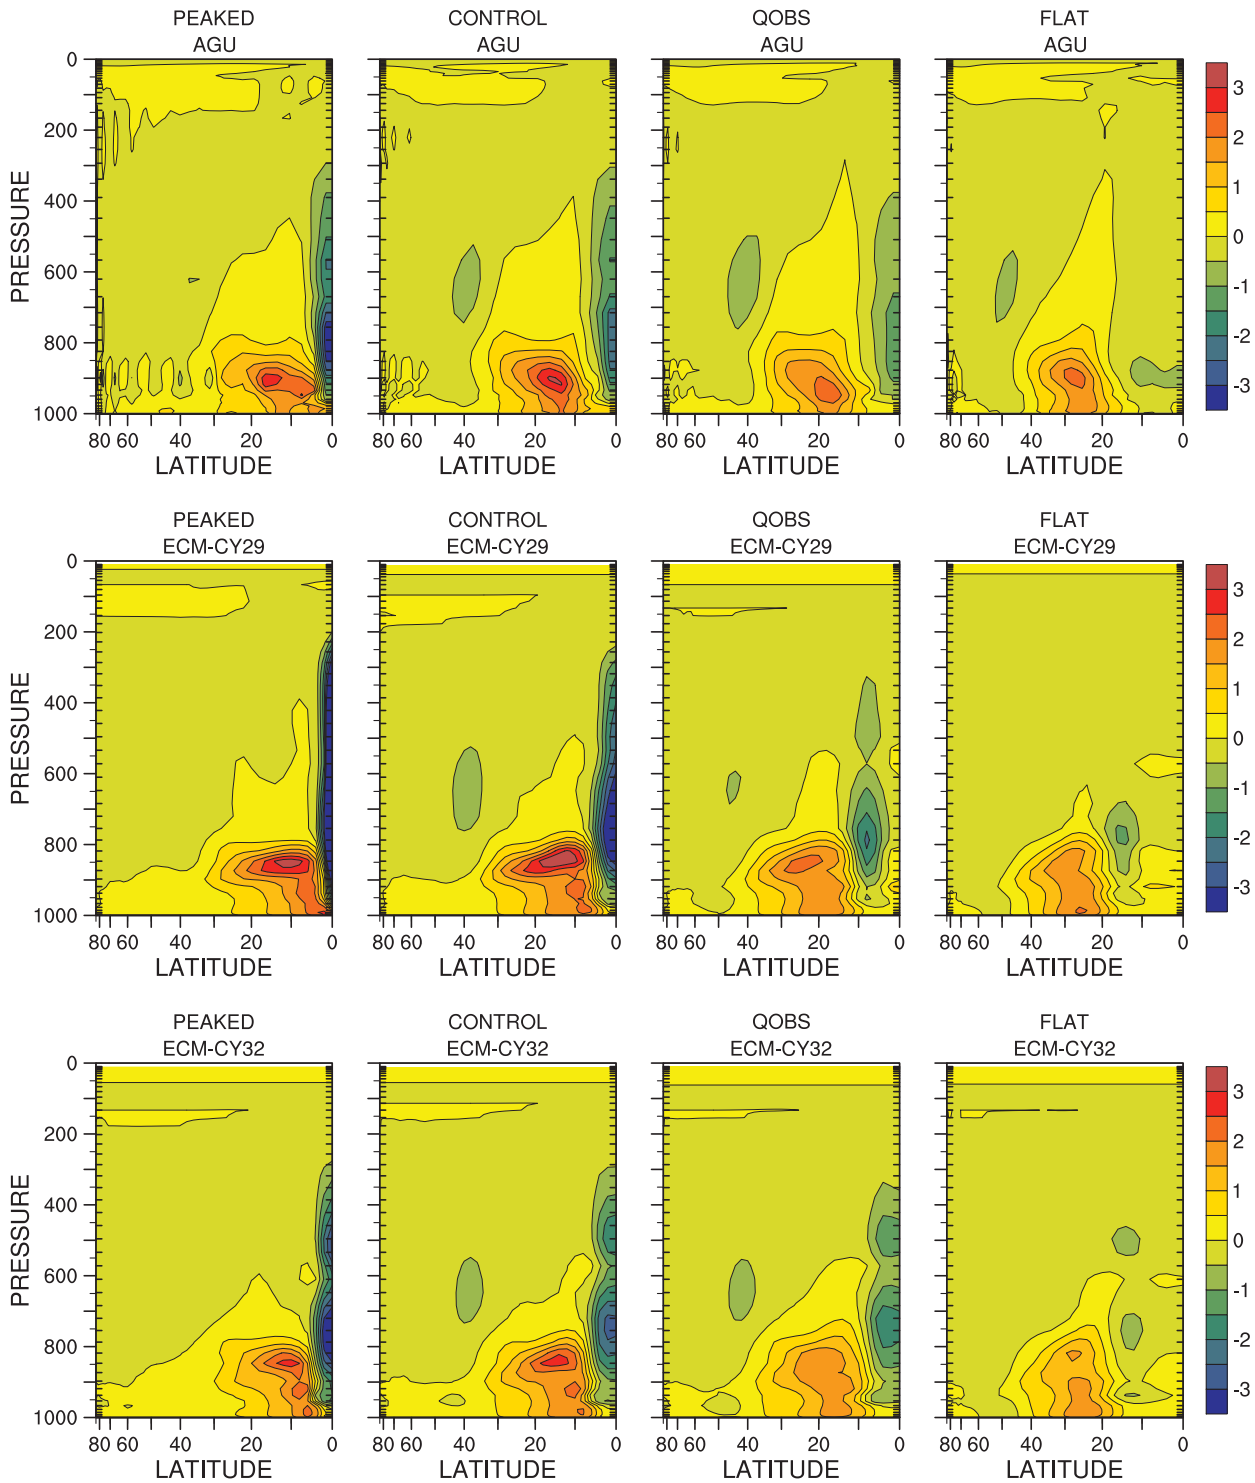 PEAKED CONTROL QOBS FLAT
AGU AGU AGU AGU
0
200
400
600
800
1000
PRESSURE
80 60 40 20 0 80 60 40 20 0 80 60 40 20 0 80 60 40 20 0
LATITUDE LATITUDE LATITUDE LATITUDE
3
2
1
0
-1
-2
-3
PEAKED CONTROL QOBS FLAT
ECM-CY29 ECM-CY29 ECM-CY29 ECM-CY29
0
200
400
600
800
1000
PRESSURE
80 60 40 20 0 80 60 40 20 0 80 60 40 20 0 80 60 40 20 0
LATITUDE LATITUDE LATITUDE LATITUDE
3
2
1
0
-1
-2
-3
PEAKED CONTROL QOBS FLAT
ECM-CY32 ECM-CY32 ECM-CY32 ECM-CY32
0
200
400
600
800
1000
PRESSURE
80 60 40 20 0 80 60 40 20 0 80 60 40 20 0 80 60 40 20 0
LATITUDE LATITUDE LATITUDE LATITUDE
3
2
1
0
-1
-2
-3